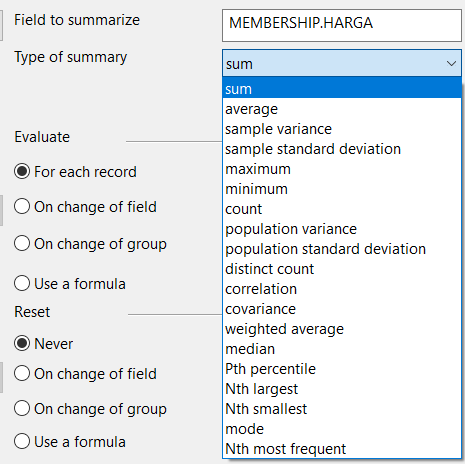 Field to summarize
MEMBERSHIP.HARGA
Type of summary
sum
sum
average
sample variance
sample standard deviation
maximum
minimum
count
population variance
population standard deviation
distinct count
correlation
covariance
weighted average
median
Pth percentile
Nth largest
Nth smallest
mode
Nth most frequent
Evaluate
For each record
On change of field
On change of group
Use a formula
Reset
Never
On change of field
On change of group
Use a formula